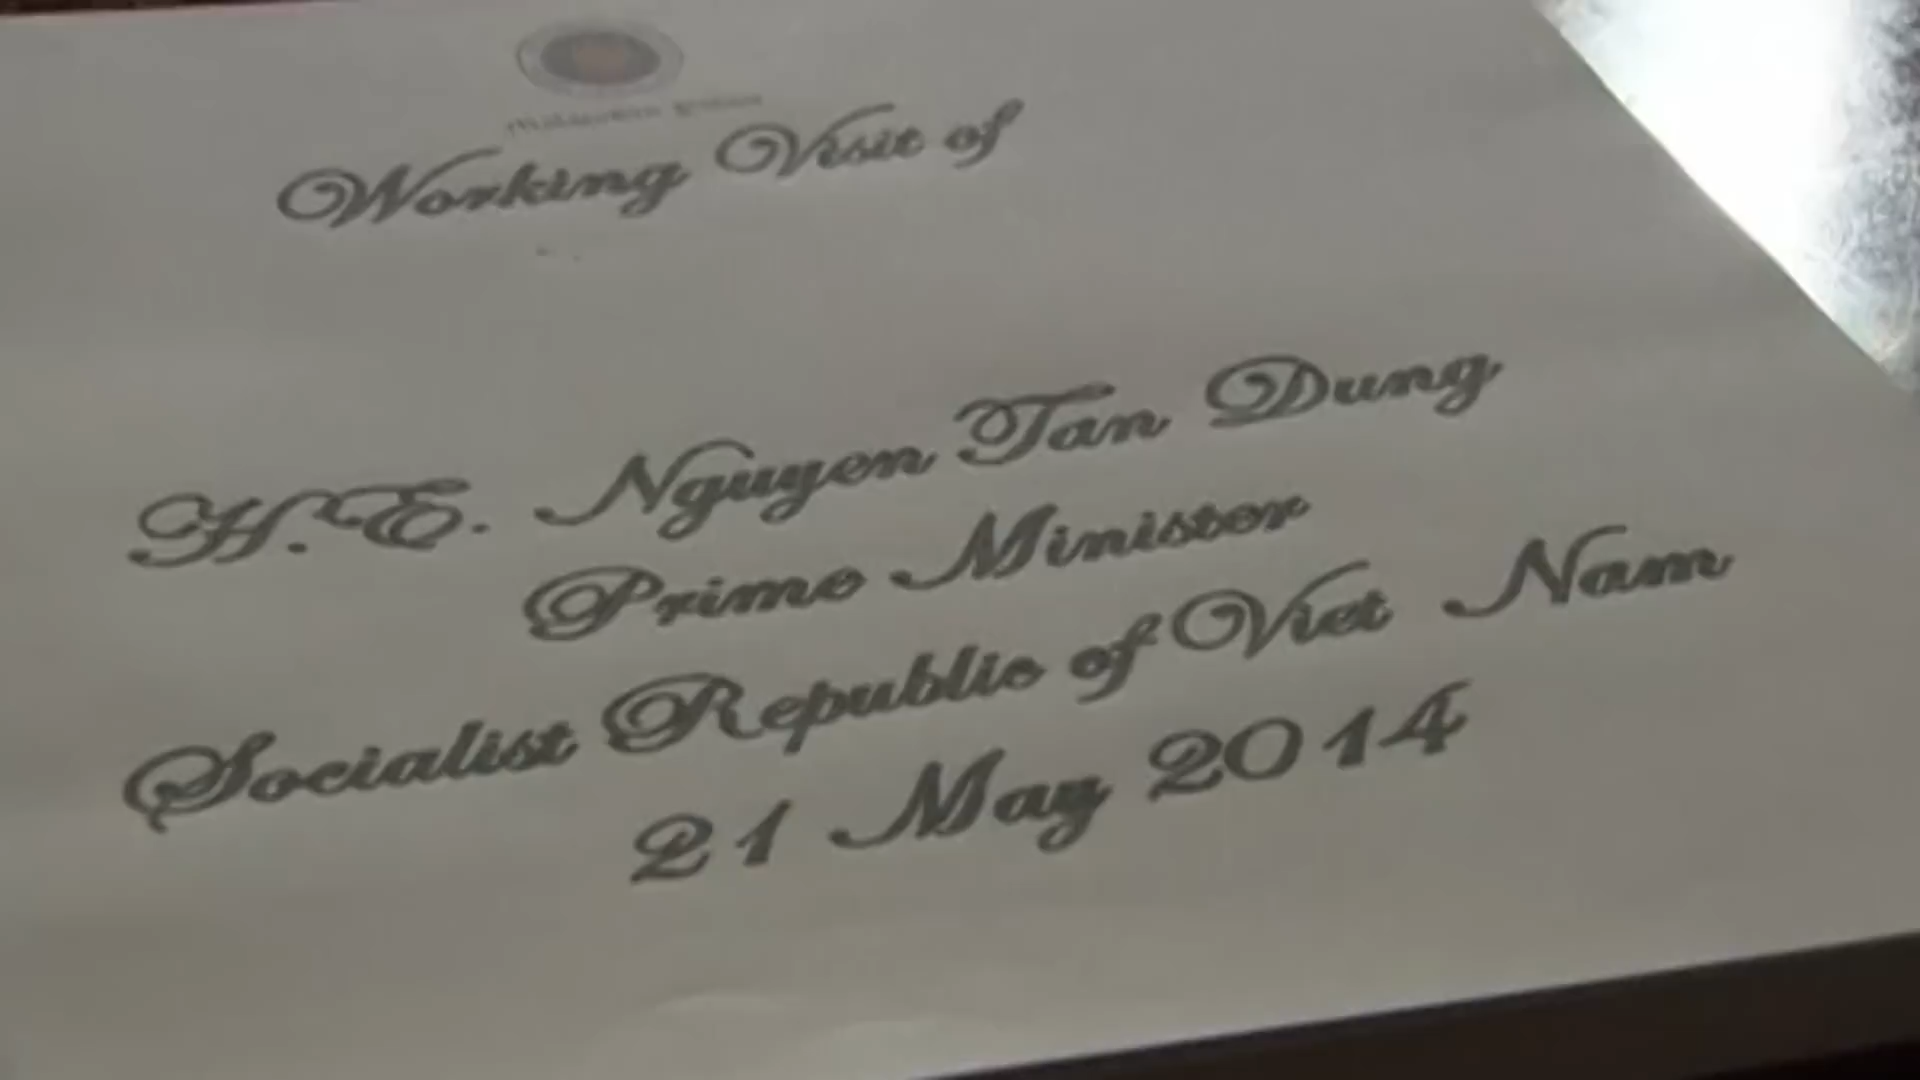 Working Visit of
H.E. Nguyen Tan Dung
Prime Minister
Socialist Republic of Viet Nam
21 May 2014